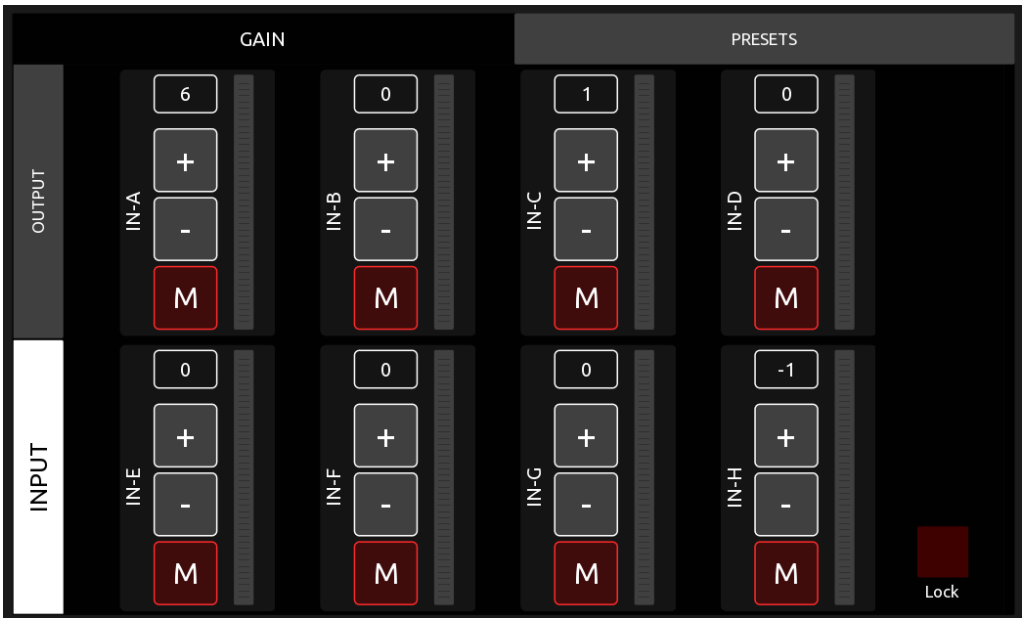 GAIN
PRESETS
OUTPUT
IN-A
6
+
-
M
IN-B
0
+
-
M
IN-C
1
+
-
M
IN-D
0
+
-
M
INPUT
IN-E
0
+
-
M
IN-F
0
+
-
M
IN-G
0
+
-
M
IN-H
-1
+
-
M
Lock